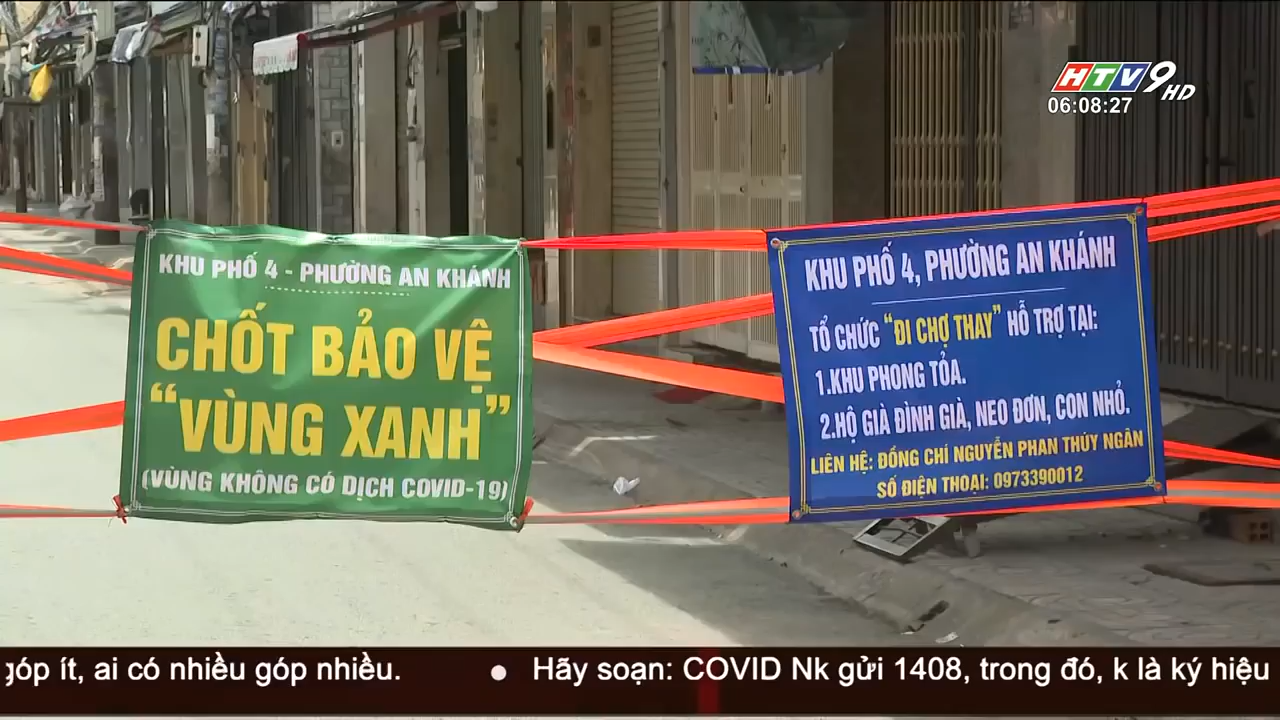 HTV9 HD
06:08:27
KHU PHỐ 4 - PHƯỜNG AN KHÁNH
CHỐT BẢO VỆ
"VÙNG XANH"
(VÙNG KHÔNG CÓ DỊCH COVID-19)
KHU PHỐ 4, PHƯỜNG AN KHÁNH
TỔ CHỨC "ĐI CHỢ THAY" HỖ TRỢ TẠI:
1.KHU PHONG TỎA.
2.HỘ GIÀ ĐÌNH GIÀ, NEO ĐƠN, CON NHỎ.
LIÊN HỆ: ĐỒNG CHÍ NGUYỄN PHAN THÚY NGÂN
SỐ ĐIỆN THOẠI: 0973390012
góp ít, ai có nhiều góp nhiều. ● Hãy soạn: COVID Nk gửi 1408, trong đó, k là ký hiệu